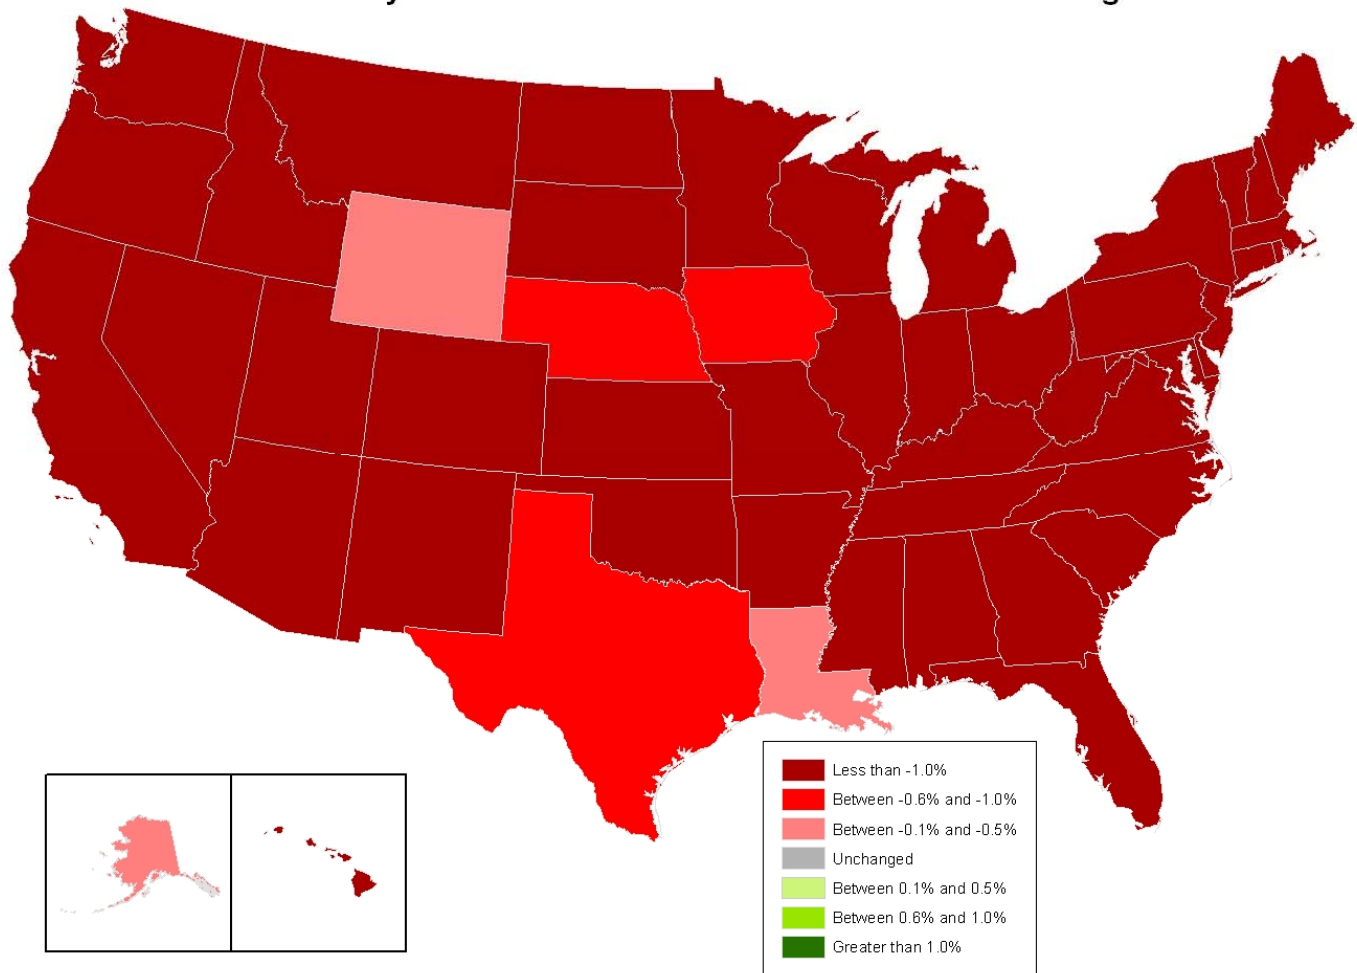 Less than -1.0%
Between -0.6% and -1.0%
Between -0.1% and -0.5%
Unchanged
Between 0.1% and 0.5%
Between 0.6% and 1.0%
Greater than 1.0%